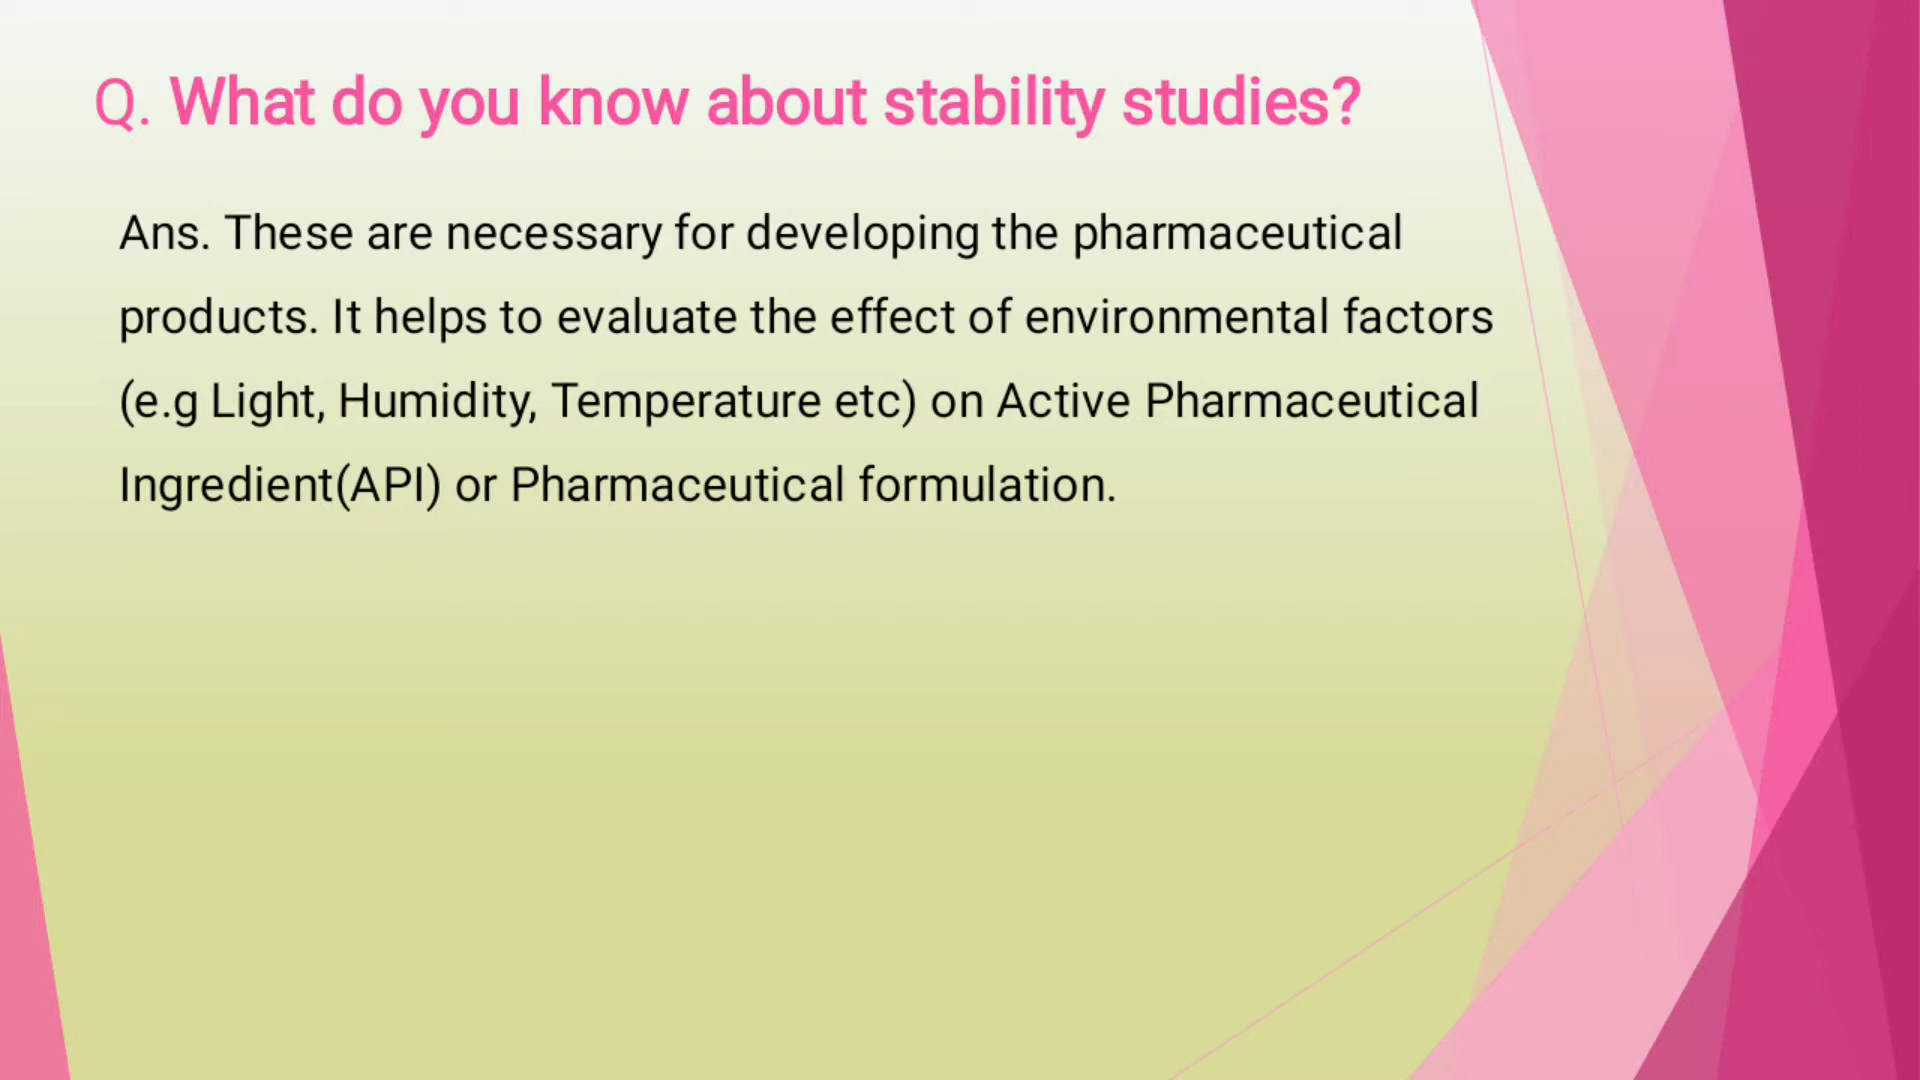 Q. What do you know about stability studies?
Ans. These are necessary for developing the pharmaceutical
products. It helps to evaluate the effect of environmental factors
(e.g Light, Humidity, Temperature etc) on Active Pharmaceutical
Ingredient(API) or Pharmaceutical formulation.